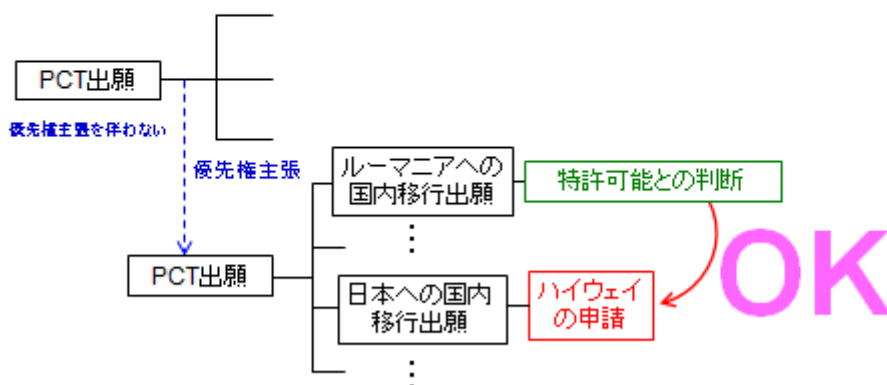 PCT出願
優先権主張を伴わない
優先権主張
ルーマニアへの
国内移行出願
特許可能との判断
OK
PCT出願
日本への国内
移行出願
ハイウェイ
の申請